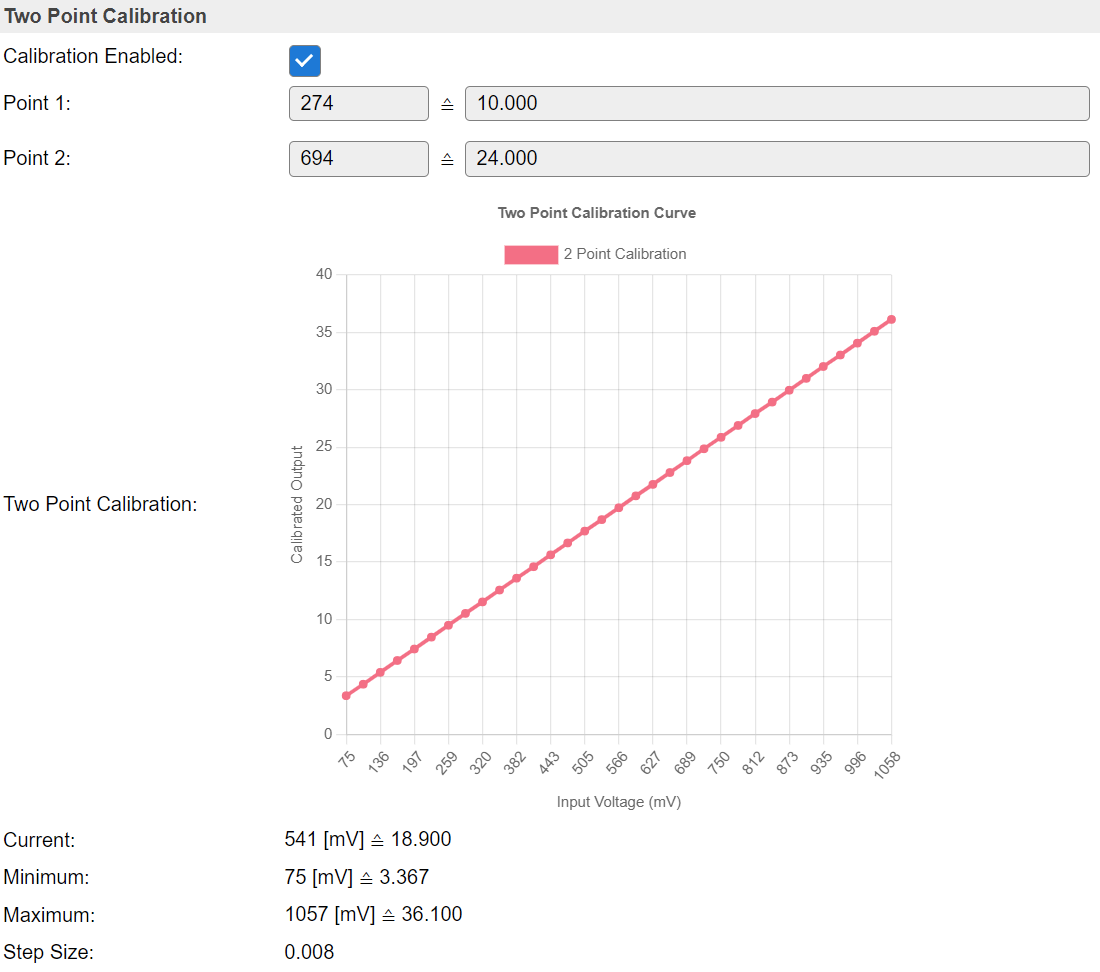 Two Point Calibration
Calibration Enabled:
Point 1: 274 ≙ 10.000
Point 2: 694 ≙ 24.000
Two Point Calibration Curve
2 Point Calibration
40
35
30
25
20
15
10
5
0
Calibrated Output
Two Point Calibration:
75 136 197 259 320 382 443 505 566 627 689 750 812 873 935 996 1058
Input Voltage (mV)
Current: 541 [mV] ≙ 18.900
Minimum: 75 [mV] ≙ 3.367
Maximum: 1057 [mV] ≙ 36.100
Step Size: 0.008